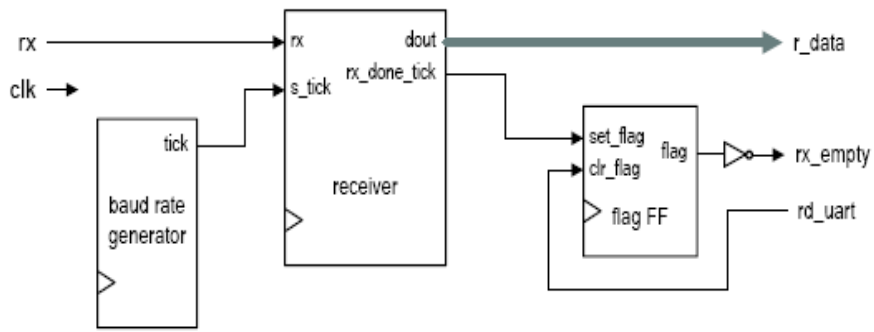 rx
clk
tick
baud rate
generator
rx
s_tick
dout
rx_done_tick
receiver
set_flag
clr_flag
flag
flag FF
r_data
rx_empty
rd_uart